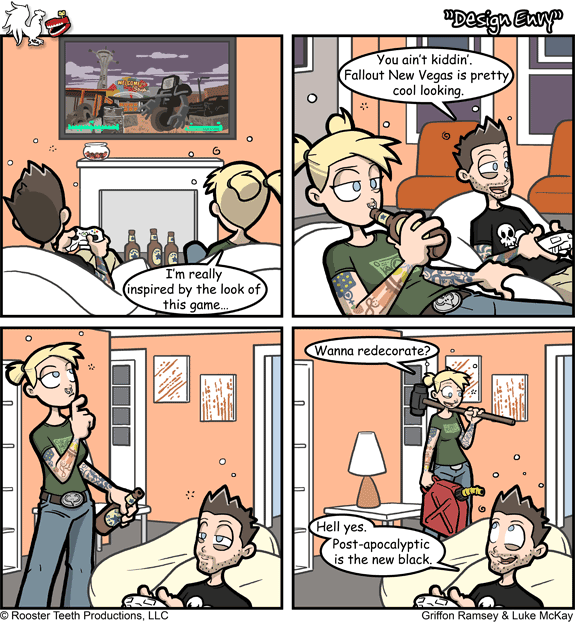 "Design Envy"
WELCOME
I'm really
inspired by the look of
this game...
You ain't kiddin'.
Fallout New Vegas is pretty
cool looking.
Wanna redecorate?
Hell yes.
Post-apocalyptic
is the new black.
© Rooster Teeth Productions, LLC
Griffon Ramsey & Luke McKay